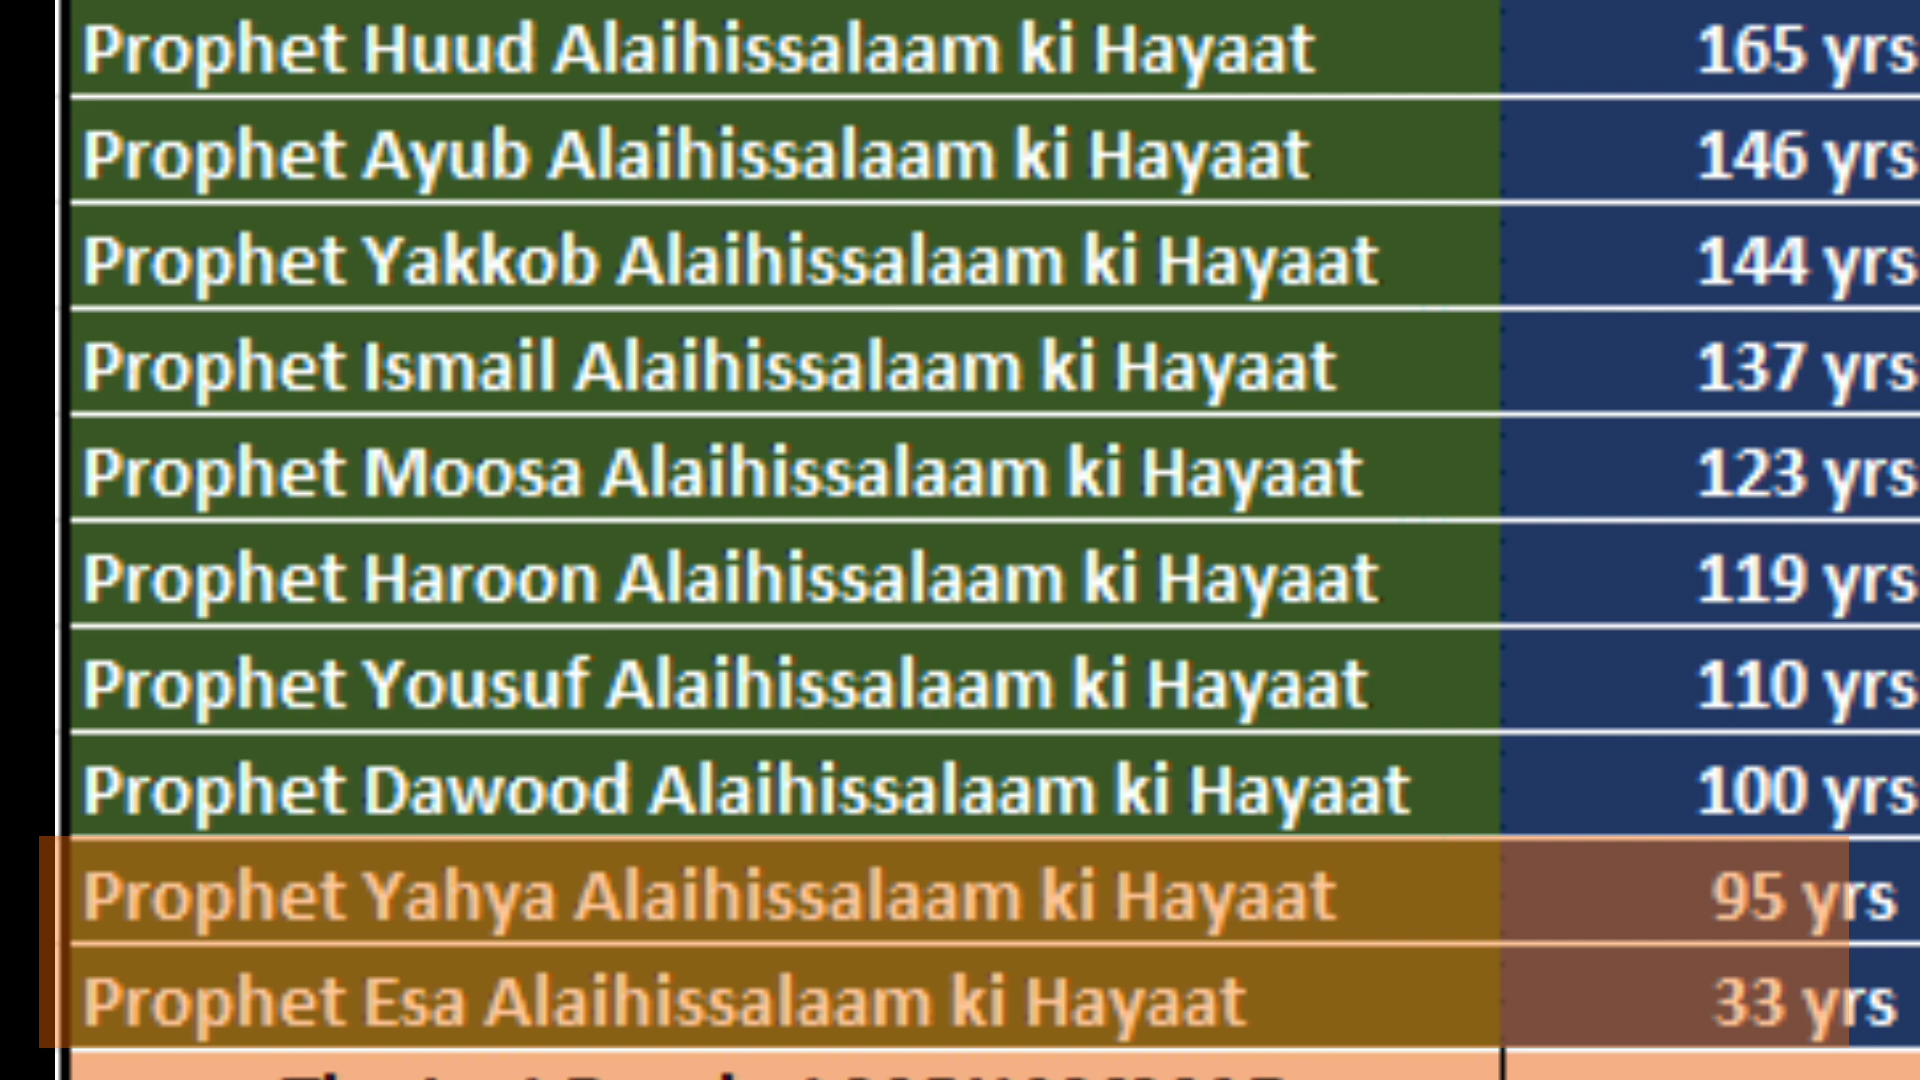 Prophet Huud Alaihissalaam ki Hayaat 165 yrs
Prophet Ayub Alaihissalaam ki Hayaat 146 yrs
Prophet Yakkob Alaihissalaam ki Hayaat 144 yrs
Prophet Ismail Alaihissalaam ki Hayaat 137 yrs
Prophet Moosa Alaihissalaam ki Hayaat 123 yrs
Prophet Haroon Alaihissalaam ki Hayaat 119 yrs
Prophet Yousuf Alaihissalaam ki Hayaat 110 yrs
Prophet Dawood Alaihissalaam ki Hayaat 100 yrs
Prophet Yahya Alaihissalaam ki Hayaat 95 yrs
Prophet Esa Alaihissalaam ki Hayaat 33 yrs